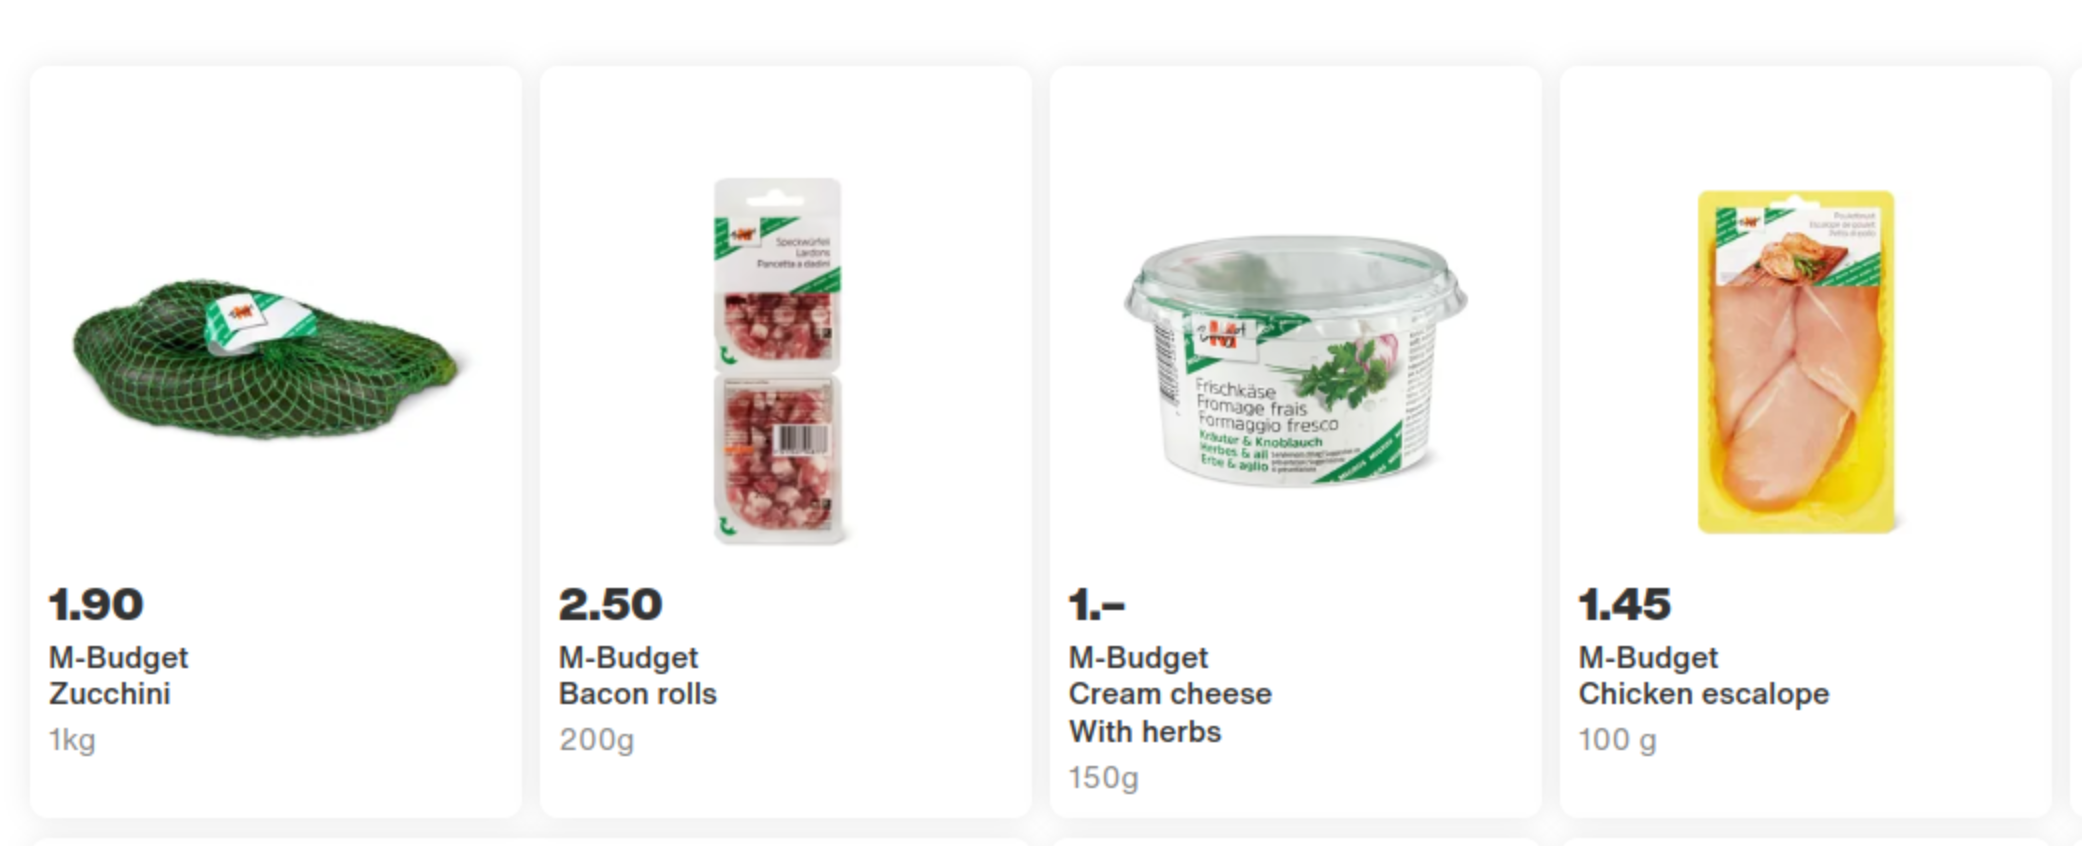 1.90
M-Budget
Zucchini
1kg
Speckwürfeli
Lardons
Pancetta a dadini
2.50
M-Budget
Bacon rolls
200g
Frischkäse
Fromage frais
Formaggio fresco
Kräuter & Knoblauch
Herbes & ail
Erbe & aglio
1.–
M-Budget
Cream cheese
With herbs
150g
1.45
M-Budget
Chicken escalope
100 g